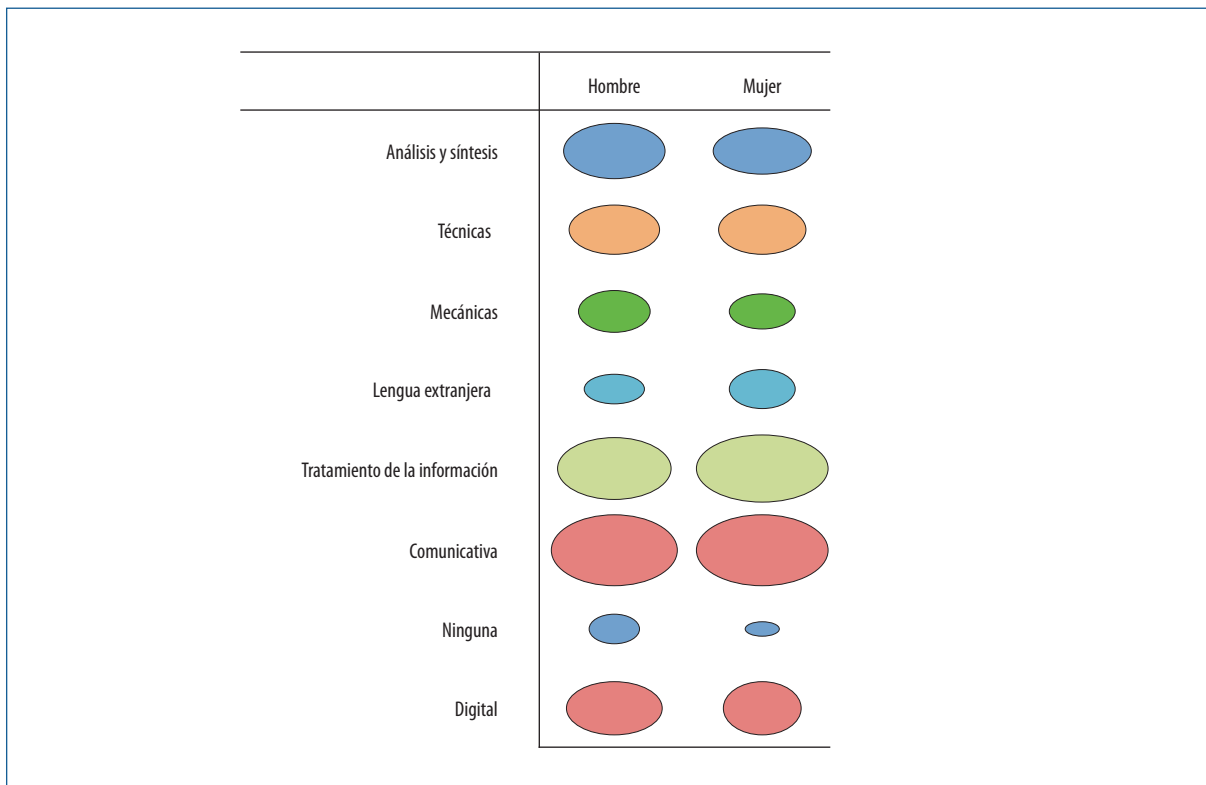 Hombre Mujer
Análisis y síntesis
Técnicas
Mecánicas
Lengua extranjera
Tratamiento de la información
Comunicativa
Ninguna
Digital